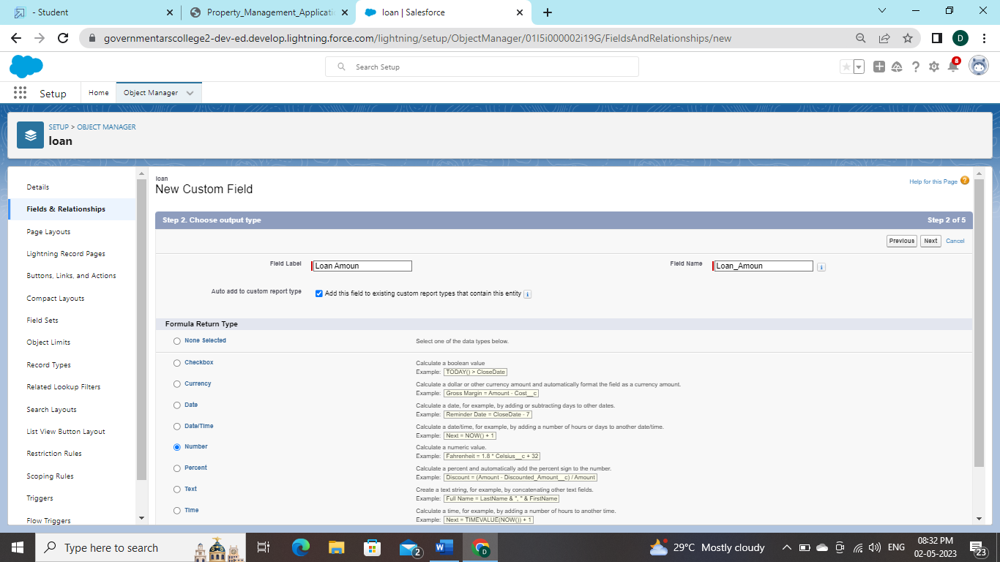 - Student
Property_Management_Applicati
loan | Salesforce
governmentarscollege2-dev-ed.develop.lightning.force.com/lightning/setup/ObjectManager/01I5i000002i19G/FieldsAndRelationships/new
D
Search Setup
8
Setup
Home
Object Manager
SETUP > OBJECT MANAGER
loan
Details
Fields & Relationships
Page Layouts
Lightning Record Pages
Buttons, Links, and Actions
Compact Layouts
Field Sets
Object Limits
Record Types
Related Lookup Filters
Search Layouts
List View Button Layout
Restriction Rules
Scoping Rules
Triggers
Flow Triggers
loan
New Custom Field
Help for this Page ?
Step 2. Choose output type
Step 2 of 5
Previous Next Cancel
Field Label Loan Amoun
Field Name Loan_Amoun i
Auto add to custom report type Add this field to existing custom report types that contain this entity i
Formula Return Type
None Selected Select one of the data types below.
Checkbox Calculate a boolean value
Example: TODAY() > CloseDate
Currency Calculate a dollar or other currency amount and automatically format the field as a currency amount.
Example: Gross Margin = Amount - Cost__c
Date Calculate a date, for example, by adding or subtracting days to other dates.
Example: Reminder Date = CloseDate - 7
Date/Time Calculate a date/time, for example, by adding a number of hours or days to another date/time.
Example: Next = NOW() + 1
Number Calculate a numeric value.
Example: Fahrenheit = 1.8 * Celsius__c + 32
Percent Calculate a percent and automatically add the percent sign to the number.
Example: Discount = (Amount - Discounted_Amount__c) / Amount
Text Create a text string, for example, by concatenating other text fields.
Example: Full Name = LastName & ", " & FirstName
Time Calculate a time, for example, by adding a number of hours to another time.
Example: Next = TIMEVALUE(NOW()) + 1
Type here to search
2
W
D
29°C Mostly cloudy
ENG
08:32 PM
02-05-2023
23